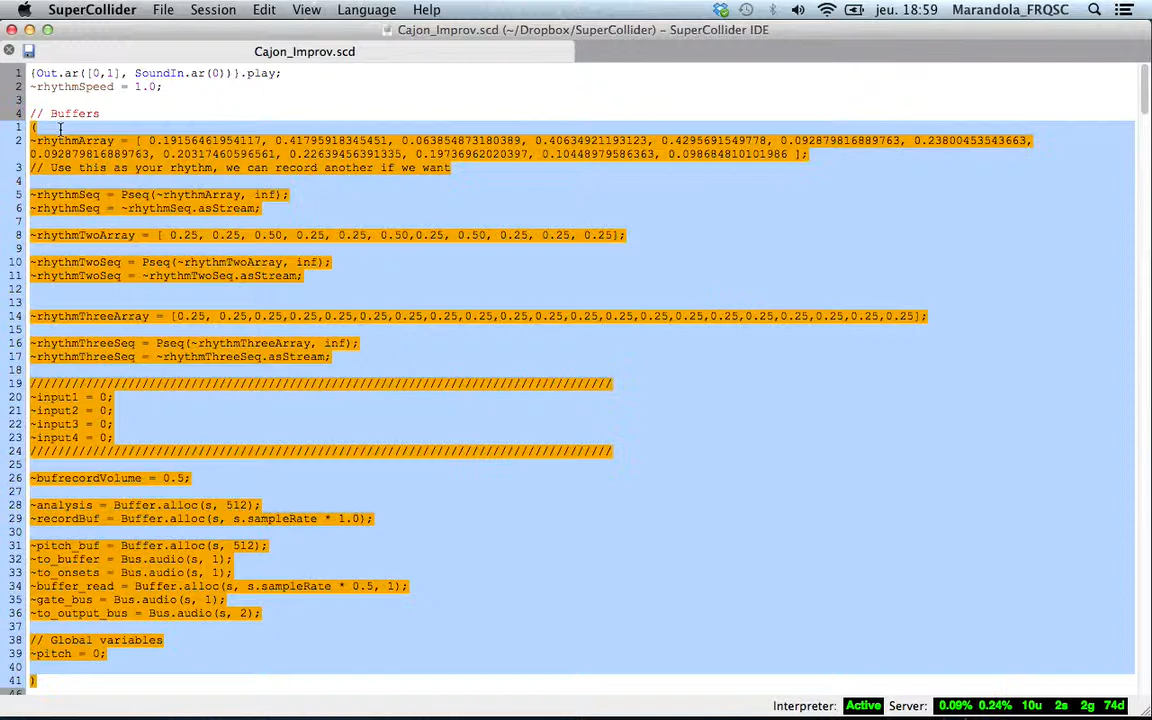 SuperCollider File Session Edit View Language Help jeu. 18:59 Marandola_FRQSC
Cajon_Improv.scd (~/Dropbox/SuperCollider) – SuperCollider IDE
Cajon_Improv.scd
1 {Out.ar([0,1], SoundIn.ar(0))}.play;
2 ~rhythmSpeed = 1.0;
3
4 // Buffers
1 (
2 ~rhythmArray = [ 0.19156461954117, 0.41795918345451, 0.063854873180389, 0.40634921193123, 0.4295691549778, 0.092879816889763, 0.23800453543663,
0.092879816889763, 0.20317460596561, 0.22639456391335, 0.19736962020397, 0.10448979586363, 0.098684810101986 ];
3 // Use this as your rhythm, we can record another if we want
4
5 ~rhythmSeq = Pseq(~rhythmArray, inf);
6 ~rhythmSeq = ~rhythmSeq.asStream;
7
8 ~rhythmTwoArray = [ 0.25, 0.25, 0.50, 0.25, 0.25, 0.50,0.25, 0.50, 0.25, 0.25, 0.25];
9
10 ~rhythmTwoSeq = Pseq(~rhythmTwoArray, inf);
11 ~rhythmTwoSeq = ~rhythmTwoSeq.asStream;
12
13
14 ~rhythmThreeArray = [0.25, 0.25,0.25,0.25,0.25,0.25,0.25,0.25,0.25,0.25,0.25,0.25,0.25,0.25,0.25,0.25,0.25,0.25,0.25,0.25,0.25];
15
16 ~rhythmThreeSeq = Pseq(~rhythmThreeArray, inf);
17 ~rhythmThreeSeq = ~rhythmThreeSeq.asStream;
18
19 ///////////////////////////////////////////////////////////////////////////////////
20 ~input1 = 0;
21 ~input2 = 0;
22 ~input3 = 0;
23 ~input4 = 0;
24 ///////////////////////////////////////////////////////////////////////////////////
25
26 ~bufrecordVolume = 0.5;
27
28 ~analysis = Buffer.alloc(s, 512);
29 ~recordBuf = Buffer.alloc(s, s.sampleRate * 1.0);
30
31 ~pitch_buf = Buffer.alloc(s, 512);
32 ~to_buffer = Bus.audio(s, 1);
33 ~to_onsets = Bus.audio(s, 1);
34 ~buffer_read = Buffer.alloc(s, s.sampleRate * 0.5, 1);
35 ~gate_bus = Bus.audio(s, 1);
36 ~to_output_bus = Bus.audio(s, 2);
37
38 // Global variables
39 ~pitch = 0;
40
41 )
46
Interpreter: Active Server: 0.09% 0.24% 10u 2s 2g 74d